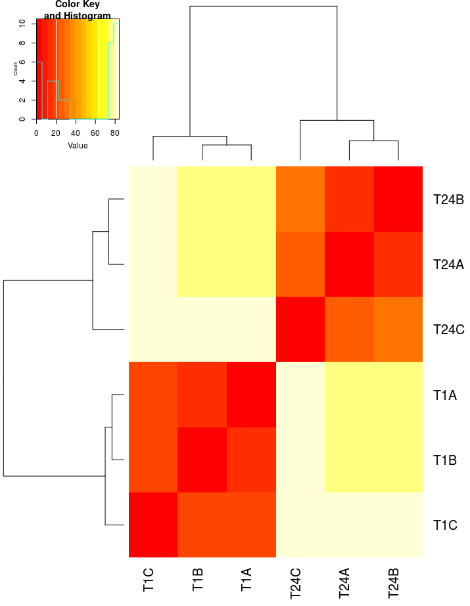 Color Key
and Histogram
Count
0 2 4 6 8 10
0 20 40 60 80
Value
T24B
T24A
T24C
T1A
T1B
T1C
T1C T1B T1A T24C T24A T24B